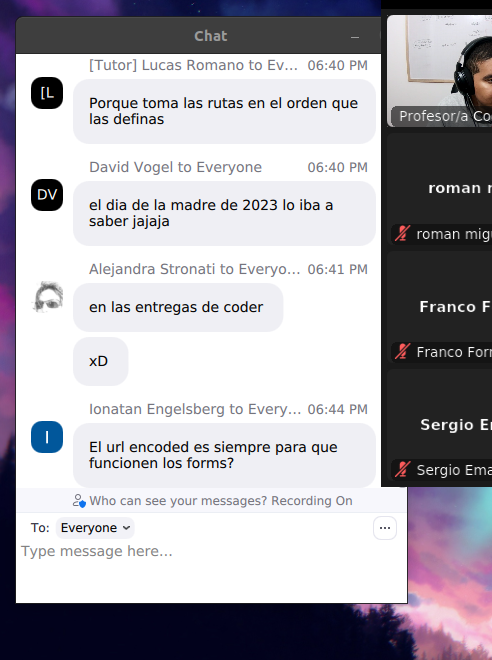 Chat
[Tutor] Lucas Romano to Ev... 06:40 PM
[L
Porque toma las rutas en el orden que
las definas
David Vogel to Everyone 06:40 PM
DV
el dia de la madre de 2023 lo iba a
saber jajaja
Alejandra Stronati to Everyo... 06:41 PM
en las entregas de coder
xD
Ionatan Engelsberg to Every... 06:44 PM
I
El url encoded es siempre para que
funcionen los forms?
Who can see your messages? Recording On
To: Everyone
Type message here...
Profesor/a Co
roman r
roman mig
Franco F
Franco Forr
Sergio E
Sergio Ema